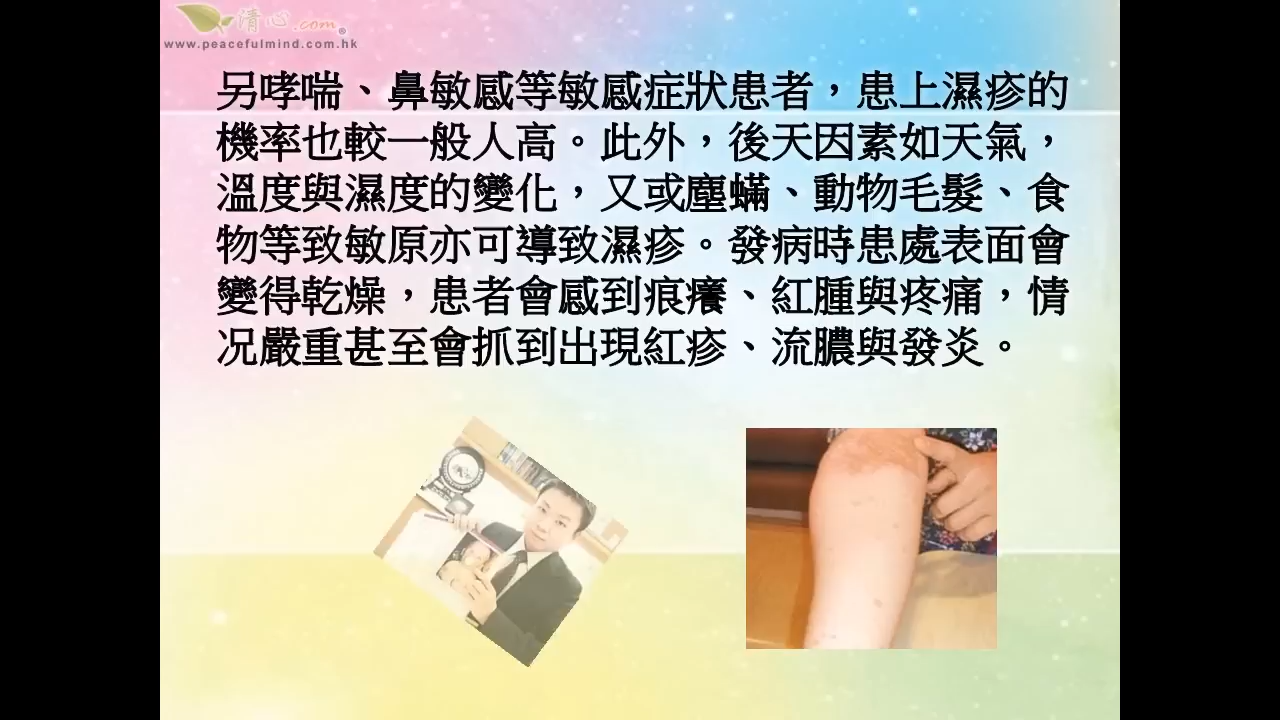 清心.com
www.peacefulmind.com.hk
另哮喘、鼻敏感等敏感症狀患者，患上濕疹的
機率也較一般人高。此外，後天因素如天氣，
溫度與濕度的變化，又或塵蟎、動物毛髮、食
物等致敏原亦可導致濕疹。發病時患處表面會
變得乾燥，患者會感到痕癢、紅腫與疼痛，情
況嚴重甚至會抓到出現紅疹、流膿與發炎。